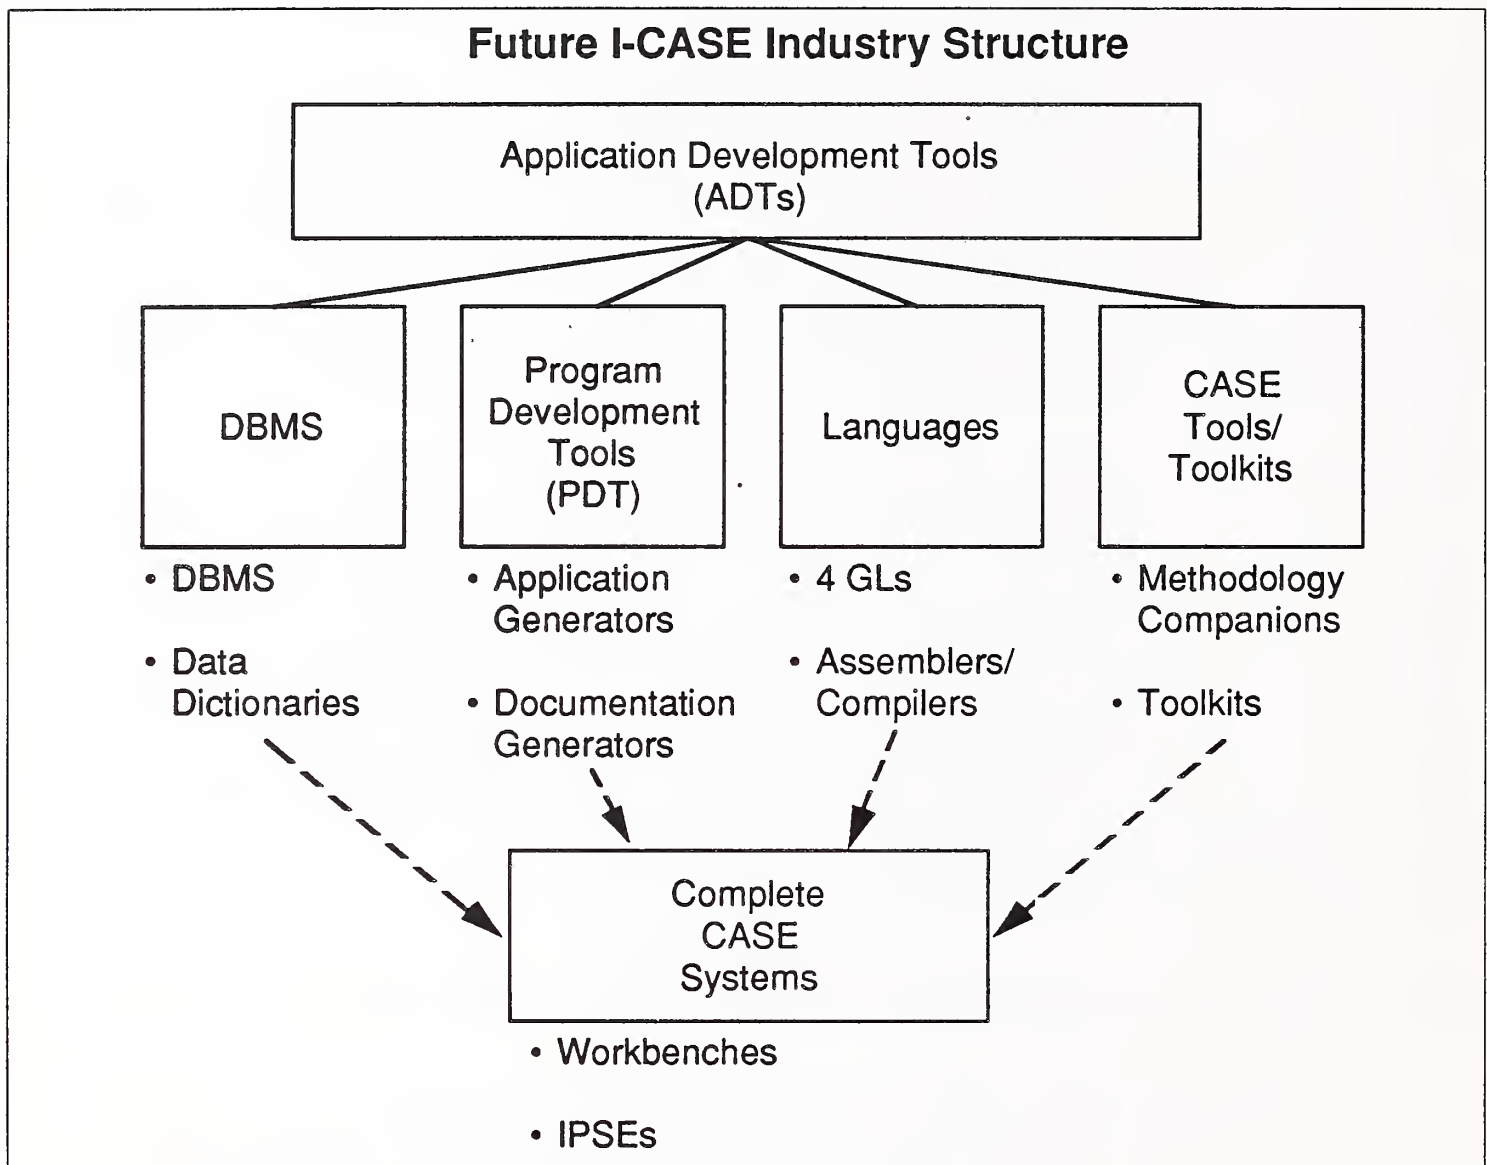 Future I-CASE Industry Structure
Application Development Tools
(ADTs)
DBMS
Program
Development
Tools
(PDT)
Languages
CASE
Tools/
Toolkits
• DBMS
• Data
Dictionaries
• Application
Generators
• Documentation
Generators
• 4 GLs
• Assemblers/
Compilers
• Methodology
Companions
• Toolkits
Complete
CASE
Systems
• Workbenches
• IPSEs